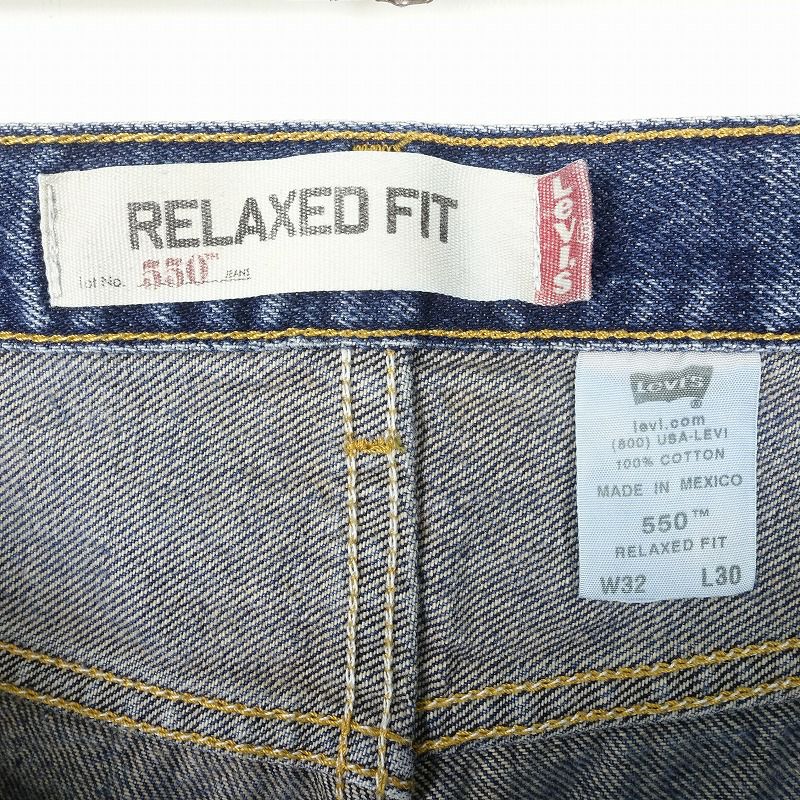 RELAXED FIT
Lot No. 550™ JEANS
LEVI'S
®
Levi's
®
levi.com
(800) USA-LEVI
100% COTTON
MADE IN MEXICO
550™
RELAXED FIT
W32 L30